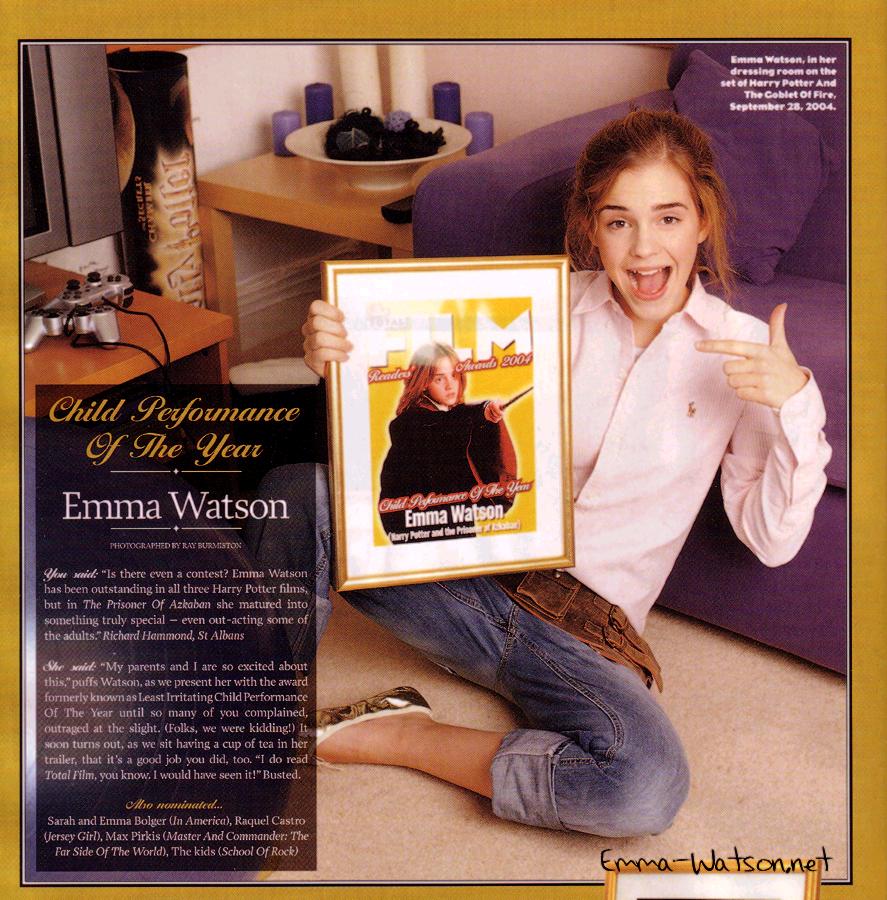 Emma Watson, in her
dressing room on the
set of Harry Potter And
The Goblet Of Fire,
September 28, 2004.
FILM
Readers' Awards 2004
Child Performance Of The Year
Emma Watson
(Harry Potter and the Prisoner of Azkaban)
Child Performance
Of The Year
Emma Watson
PHOTOGRAPHED BY RAY BURMISTON
You said: “Is there even a contest? Emma Watson
has been outstanding in all three Harry Potter films,
but in The Prisoner Of Azkaban she matured into
something truly special – even out-acting some of
the adults.” Richard Hammond, St Albans
She said: “My parents and I are so excited about
this,” puffs Watson, as we present her with the award
formerly known as Least Irritating Child Performance
Of The Year until so many of you complained,
outraged at the slight. (Folks, we were kidding!) It
soon turns out, as we sit having a cup of tea in her
trailer, that it’s a good job you did, too. “I do read
Total Film, you know. I would have seen it!” Busted.
Also nominated...
Sarah and Emma Bolger (In America), Raquel Castro
(Jersey Girl), Max Pirkis (Master And Commander: The
Far Side Of The World), The kids (School Of Rock)
Emma-Watson.net